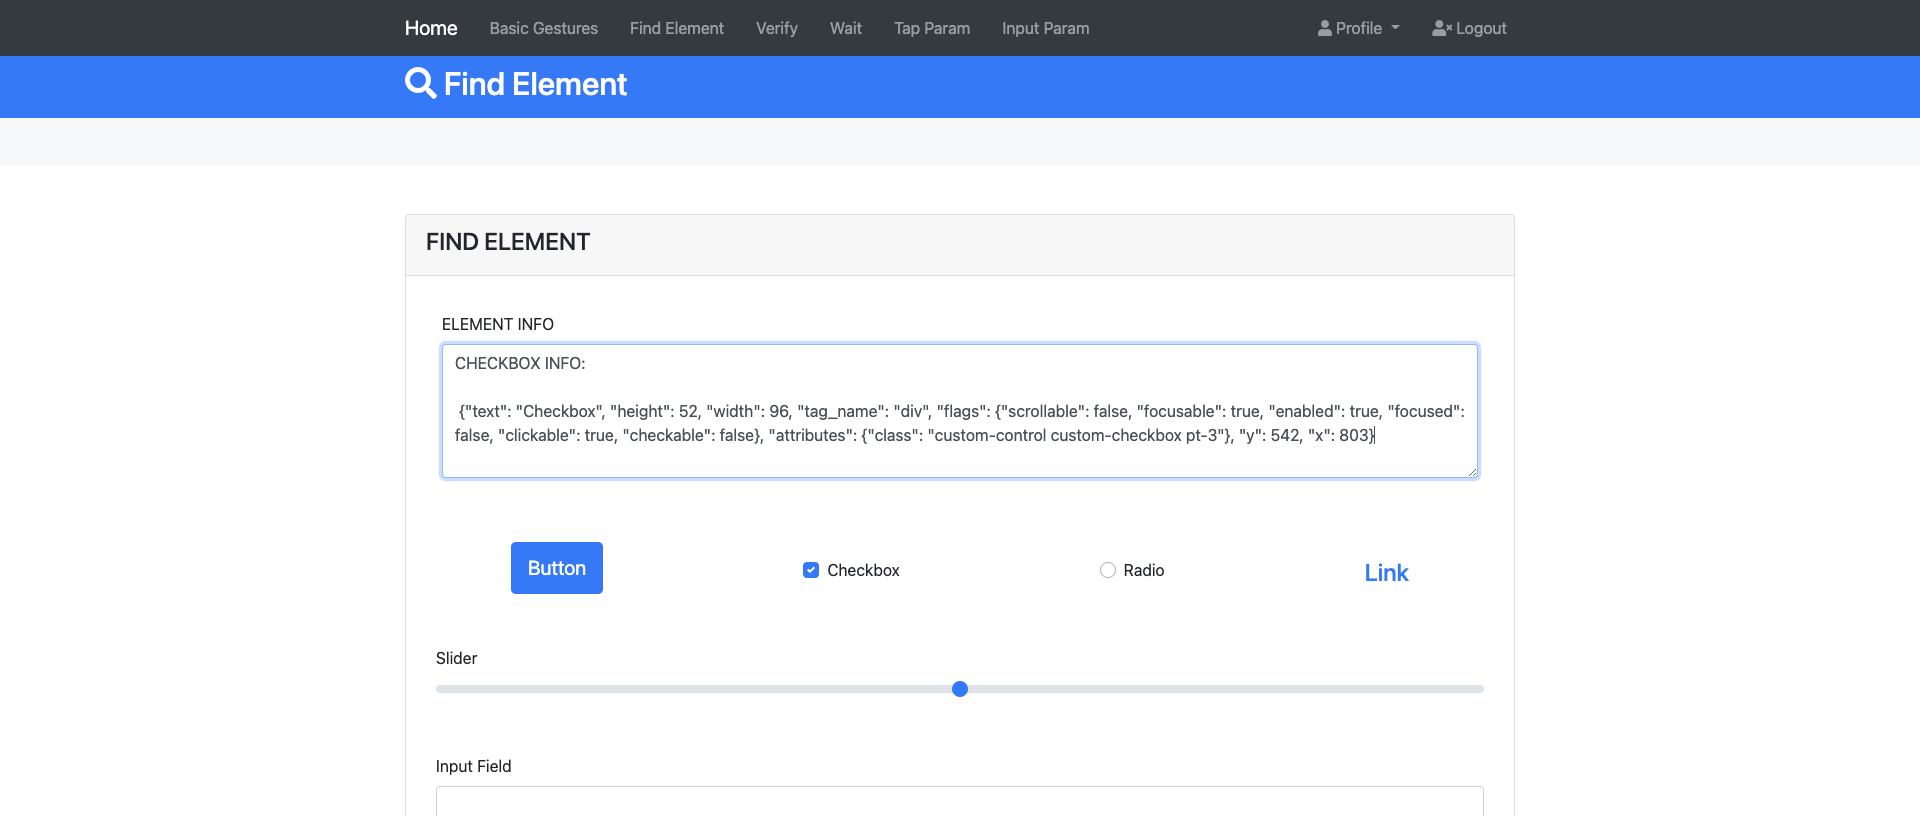 Home Basic Gestures Find Element Verify Wait Tap Param Input Param Profile Logout
Find Element
FIND ELEMENT
ELEMENT INFO
CHECKBOX INFO:
{"text": "Checkbox", "height": 52, "width": 96, "tag_name": "div", "flags": {"scrollable": false, "focusable": true, "enabled": true, "focused":
false, "clickable": true, "checkable": false}, "attributes": {"class": "custom-control custom-checkbox pt-3"}, "y": 542, "x": 803}
Button Checkbox Radio Link
Slider
Input Field